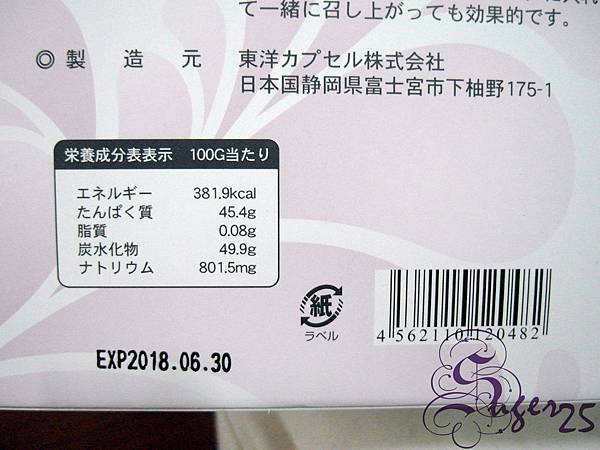 て一緒に召し上がっても効果的です。
◎ 製 造 元 東洋カプセル株式会社
日本国静岡県富士宮市下柚野175-1
栄養成分表表示 100G当たり
エネルギー 381.9kcal
たんぱく質 45.4g
脂質 0.08g
炭水化物 49.9g
ナトリウム 801.5mg
紙
ラベル
4 562110 120482
EXP2018.06.30
Suger25